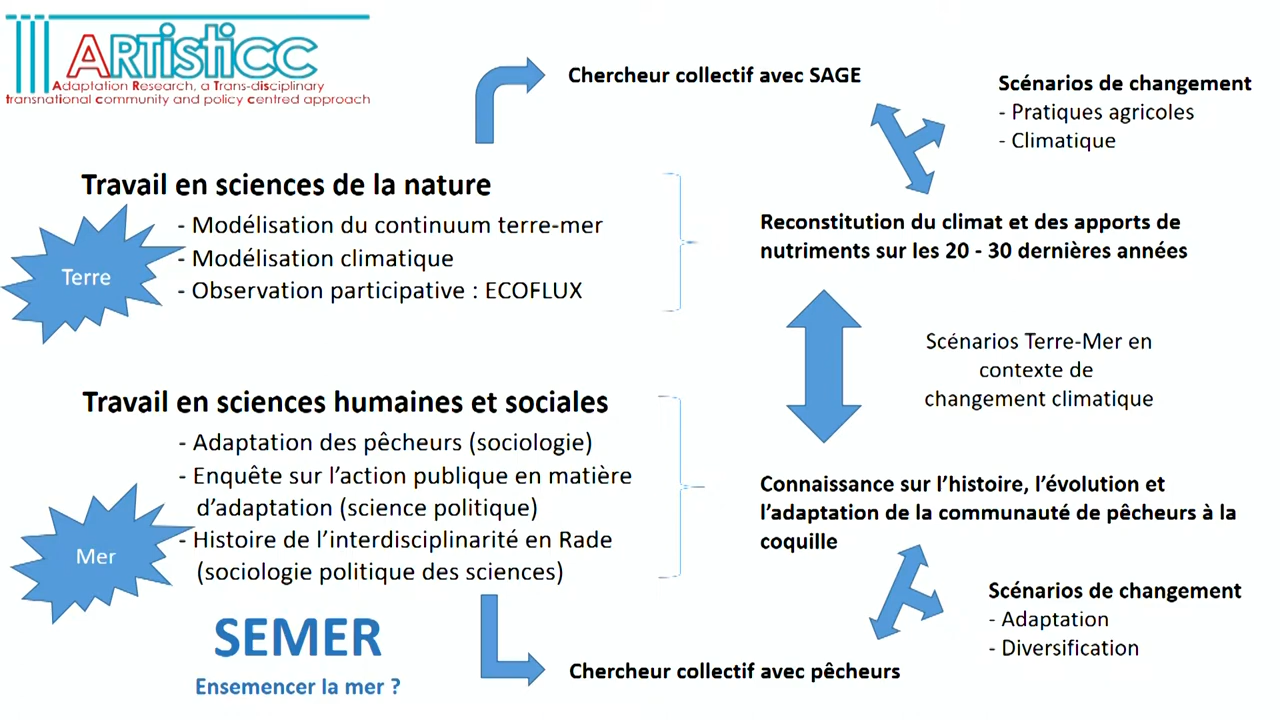 ARTisticc
Adaptation Research, a Trans-disciplinary
transnational community and policy centred approach
Chercheur collectif avec SAGE
Scénarios de changement
- Pratiques agricoles
- Climatique
Travail en sciences de la nature
- Modélisation du continuum terre-mer
- Modélisation climatique
- Observation participative : ECOFLUX
Terre
Reconstitution du climat et des apports de
nutriments sur les 20 - 30 dernières années
Scénarios Terre-Mer en
contexte de
changement climatique
Travail en sciences humaines et sociales
- Adaptation des pêcheurs (sociologie)
- Enquête sur l’action publique en matière
d’adaptation (science politique)
- Histoire de l’interdisciplinarité en Rade
(sociologie politique des sciences)
Mer
Connaissance sur l’histoire, l’évolution et
l’adaptation de la communauté de pêcheurs à la
coquille
Scénarios de changement
- Adaptation
- Diversification
SEMER
Ensemencer la mer ?
Chercheur collectif avec pêcheurs